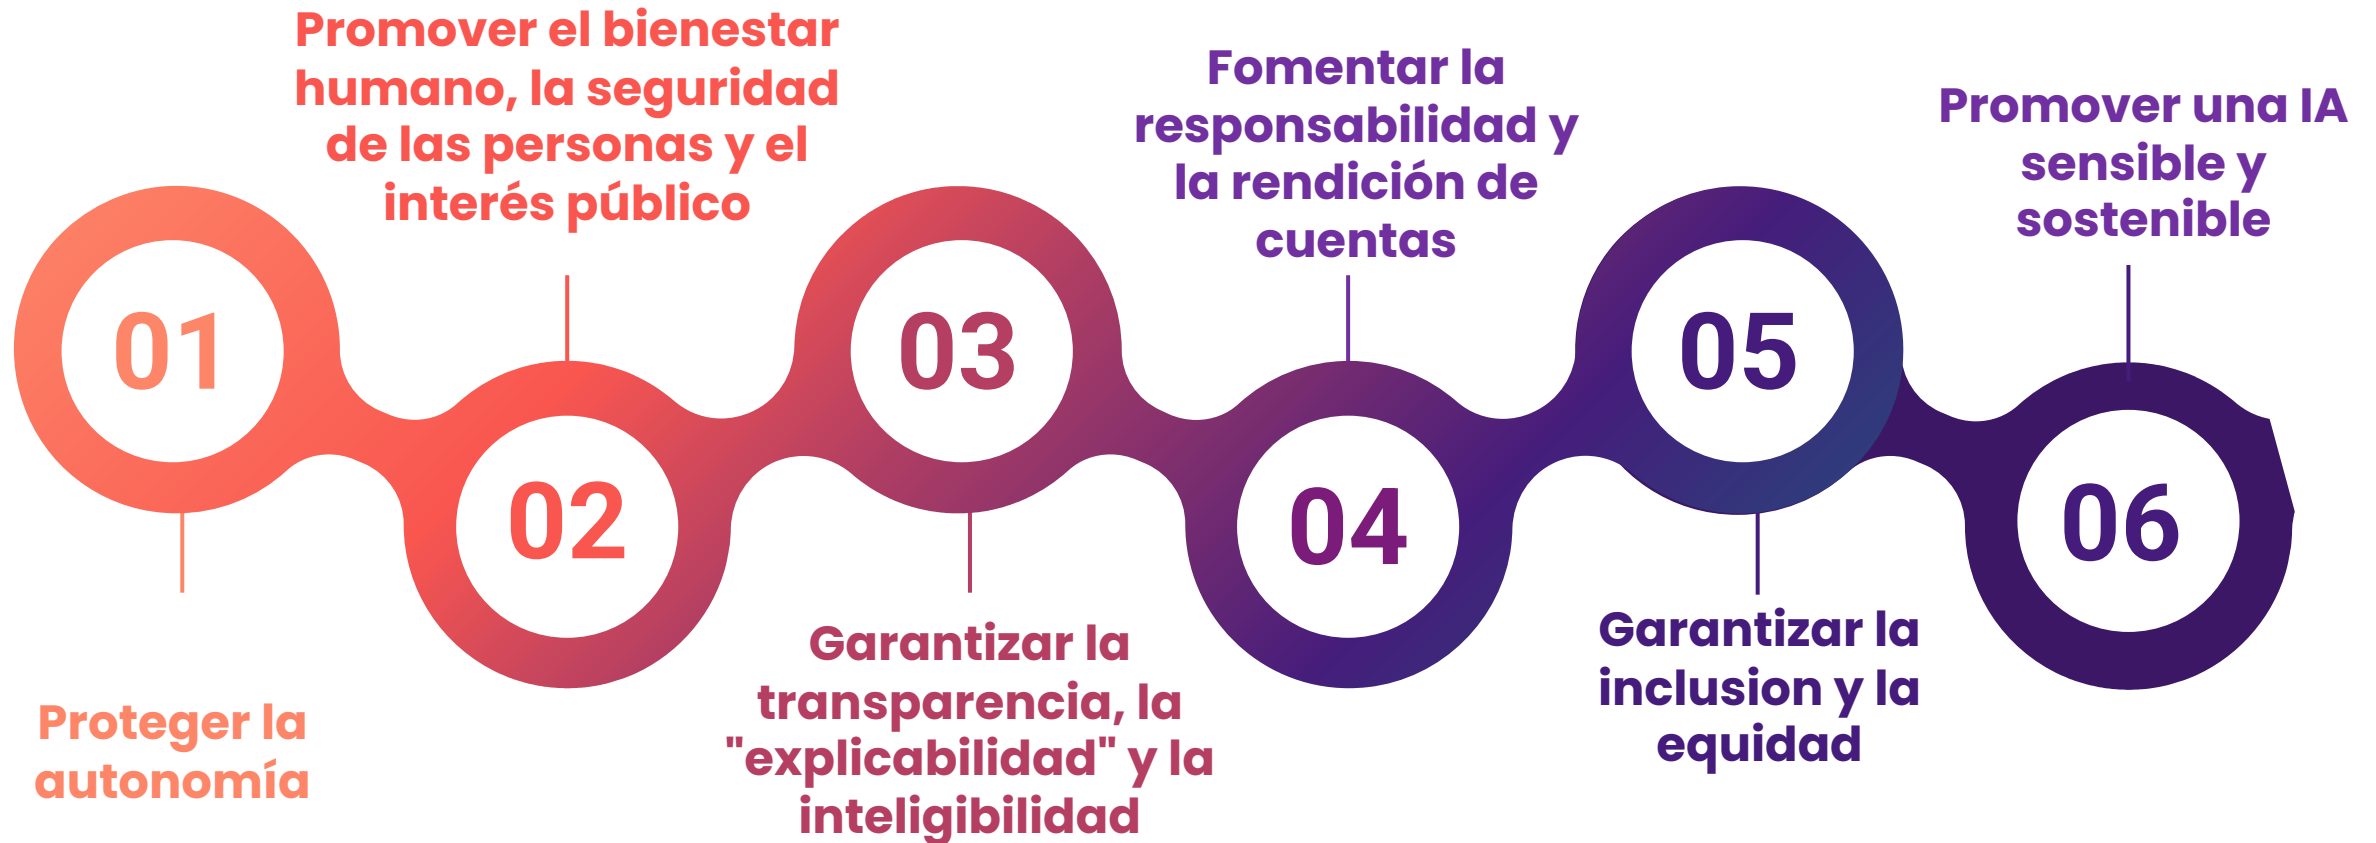 01
Proteger la
autonomía
Promover el bienestar
humano, la seguridad
de las personas y el
interés público
02
03
Garantizar la
transparencia, la
"explicabilidad" y la
inteligibilidad
Fomentar la
responsabilidad y
la rendición de
cuentas
04
05
Garantizar la
inclusion y la
equidad
Promover una IA
sensible y
sostenible
06